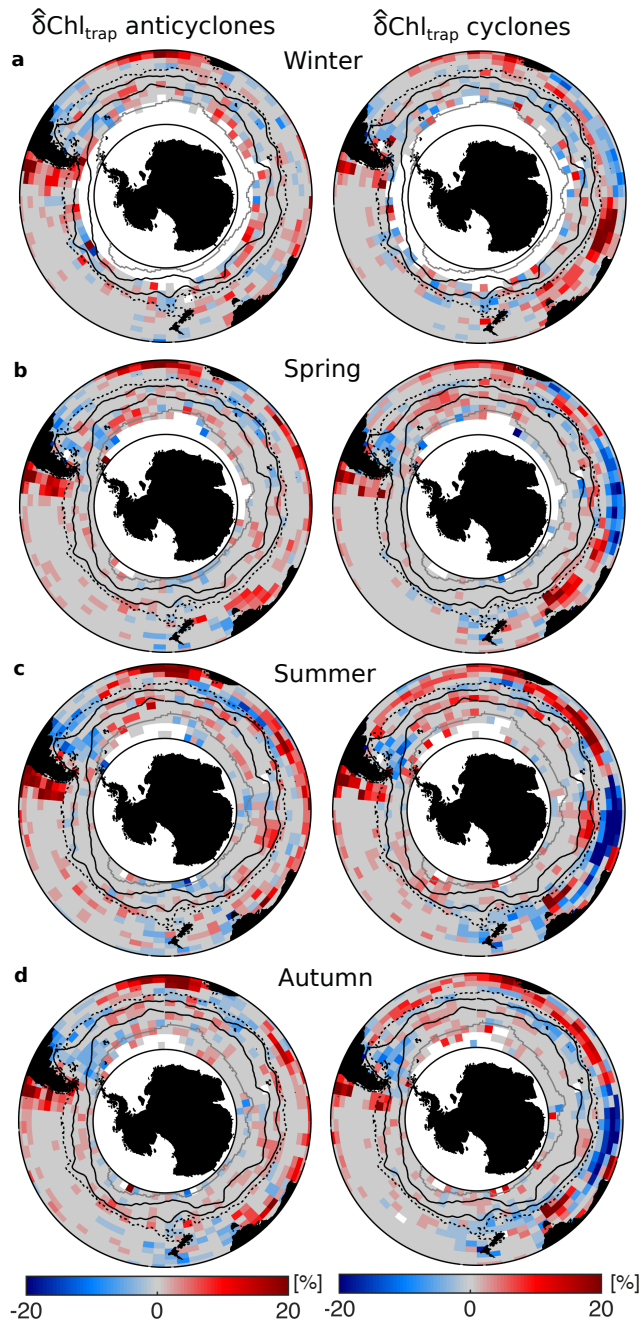 δ̂Chl_trap anticyclones
δ̂Chl_trap cyclones
a
Winter
b
Spring
c
Summer
d
Autumn
-20
0
20
[%]
-20
0
20
[%]